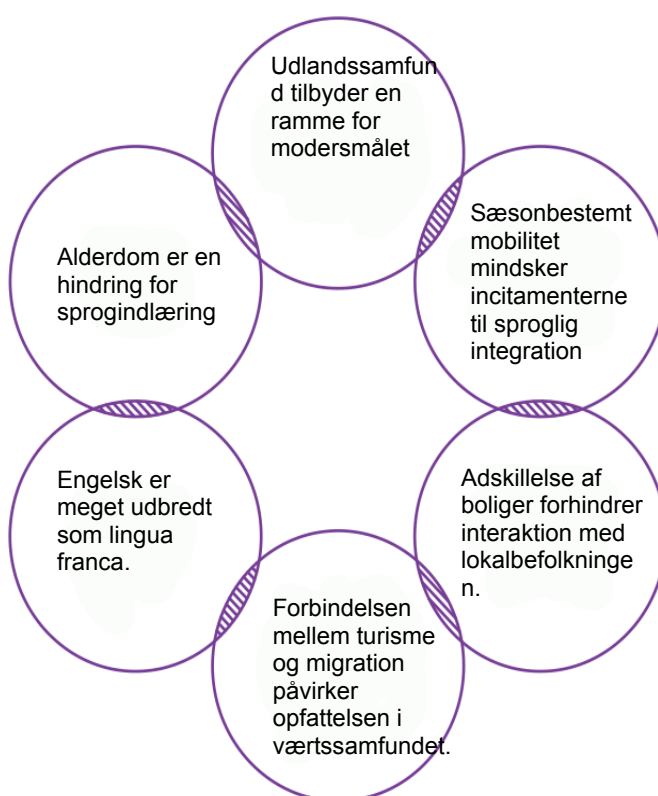 Udlandssamfun
d tilbyder en
ramme for
modersmålet
Sæsonbestemt
mobilitet
mindsker
incitamenterne
til sproglig
integration
Adskillelse af
boliger forhindrer
interaktion med
lokalbefolkninge
n.
Forbindelsen
mellem turisme
og migration
påvirker
opfattelsen i
værtssamfundet.
Engelsk er
meget udbredt
som lingua
franca.
Alderdom er en
hindring for
sprogindlæring